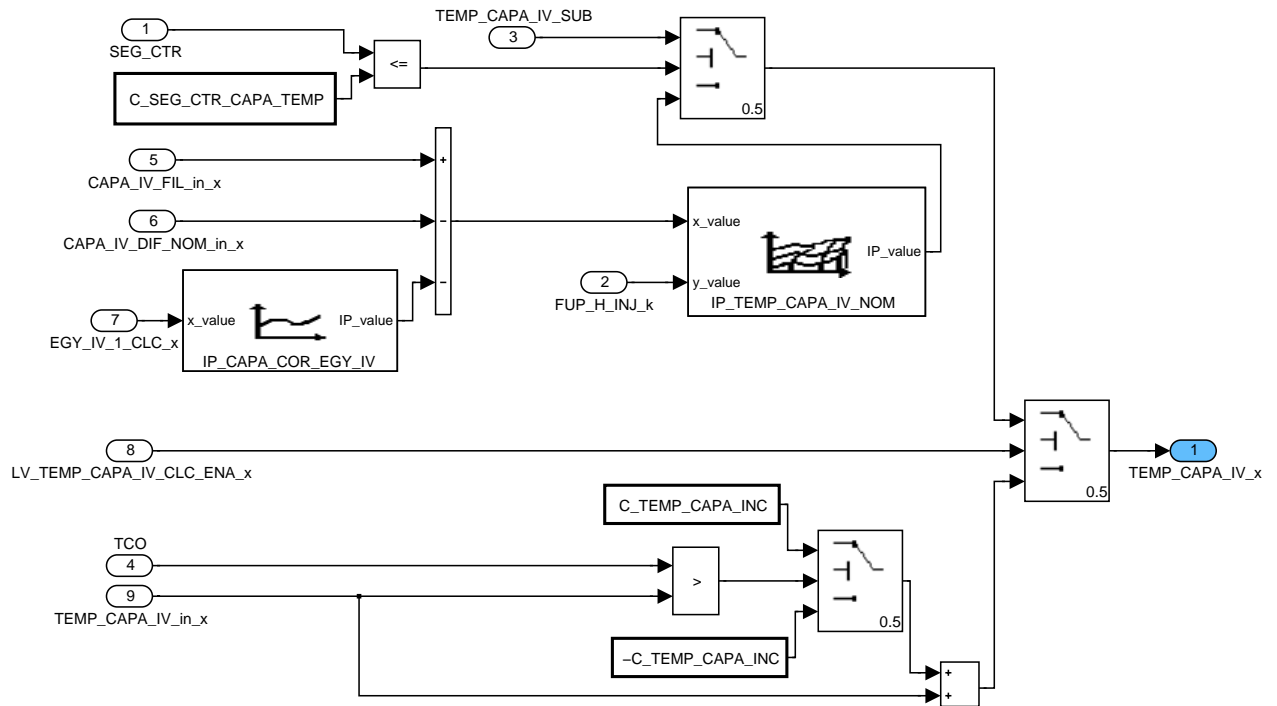 TEMP_CAPA_IV_SUB
1
3
SEG_CTR
<=
C_SEG_CTR_CAPA_TEMP
0.5
5
+
CAPA_IV_FIL_in_x
6
−
x_value
CAPA_IV_DIF_NOM_in_x
IP_value
2
y_value
−
FUP_H_INJ_k
IP_TEMP_CAPA_IV_NOM
7
x_value
IP_value
EGY_IV_1_CLC_x
IP_CAPA_COR_EGY_IV
8
1
LV_TEMP_CAPA_IV_CLC_ENA_x
TEMP_CAPA_IV_x
0.5
C_TEMP_CAPA_INC
TCO
4
>
9
TEMP_CAPA_IV_in_x
0.5
−C_TEMP_CAPA_INC
+
+